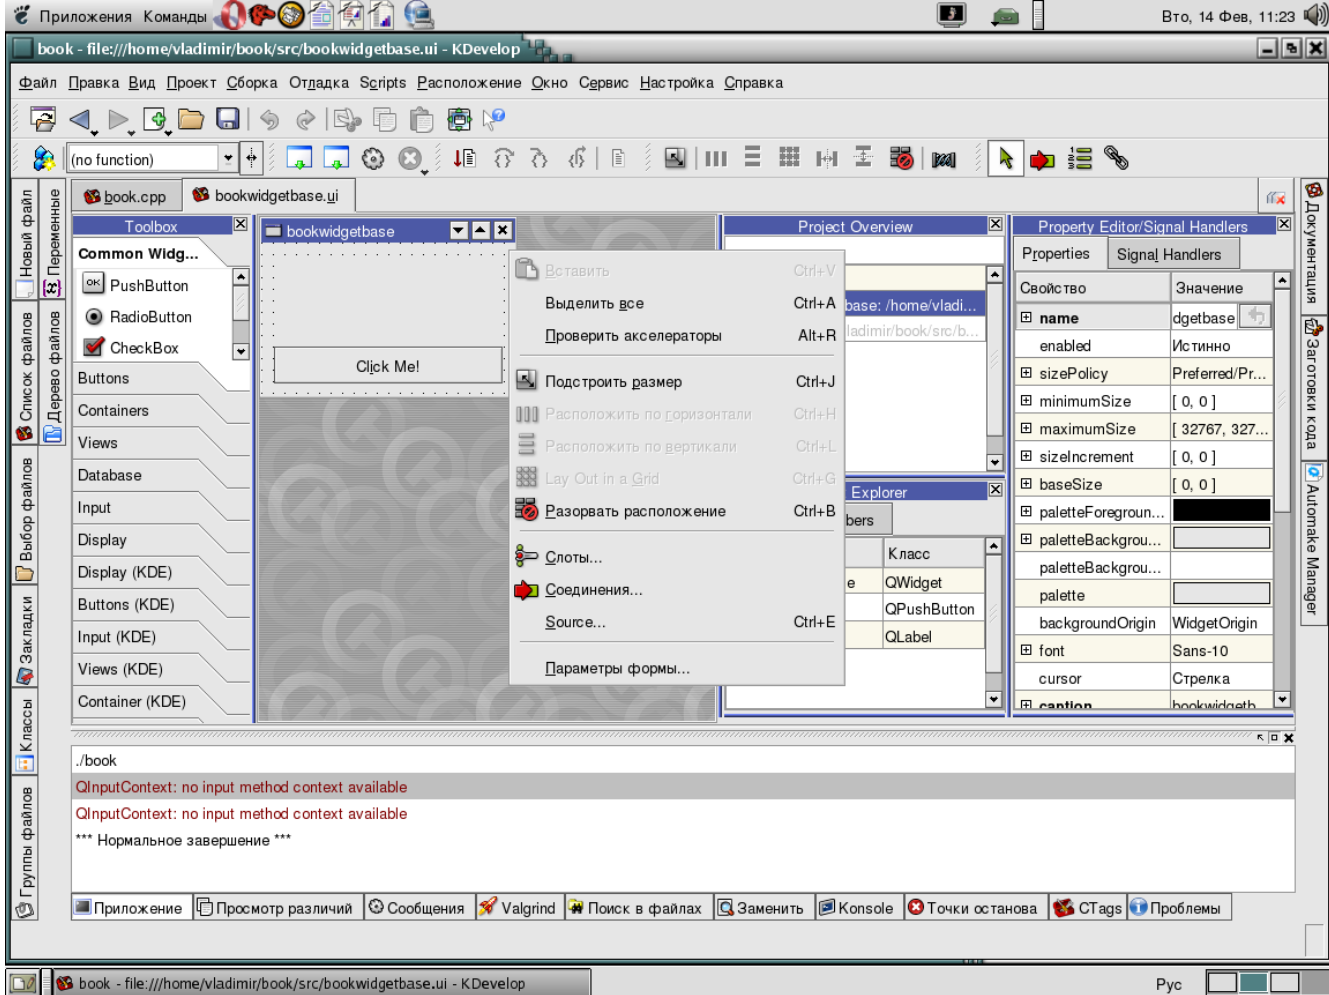 Приложения Команды
Вто, 14 Фев, 11:23
book - file:///home/vladimir/book/src/bookwidgetbase.ui - KDevelop
Файл Правка Вид Проект Сборка Отладка Scripts Расположение Окно Сервис Настройка Справка
(no function)
book.cpp bookwidgetbase.ui
Новый файл
Список файлов
Выбор файлов
Закладки
Классы
Группы файлов
Переменные
Дерево файлов
Toolbox
Common Widg...
OK PushButton
RadioButton
CheckBox
Buttons
Containers
Views
Database
Input
Display
Display (KDE)
Buttons (KDE)
Input (KDE)
Views (KDE)
Container (KDE)
bookwidgetbase
Click Me!
Вставить Ctrl+V
Выделить все Ctrl+A
Проверить акселераторы Alt+R
Подстроить размер Ctrl+J
Расположить по горизонтали Ctrl+H
Расположить по вертикали Ctrl+L
Lay Out in a Grid Ctrl+G
Разорвать расположение Ctrl+B
Слоты...
Соединения...
Source... Ctrl+E
Параметры формы...
Project Overview
base: /home/vladi...
ladimir/book/src/b...
Explorer
bers
Класс
e QWidget
QPushButton
QLabel
Property Editor/Signal Handlers
Properties Signal Handlers
Свойство Значение
name dgetbase
enabled Истинно
sizePolicy Preferred/Pr...
minimumSize [ 0, 0 ]
maximumSize [ 32767, 327...
sizeIncrement [ 0, 0 ]
baseSize [ 0, 0 ]
paletteForegroun...
paletteBackgrou...
paletteBackgrou...
palette
backgroundOrigin WidgetOrigin
font Sans-10
cursor Стрелка
caption bookwidgetb
Документация
Заготовки кода
Automake Manager
./book
QInputContext: no input method context available
QInputContext: no input method context available
*** Нормальное завершение ***
Приложение Просмотр различий Сообщения Valgrind Поиск в файлах Заменить Konsole Точки останова CTags Проблемы
book - file:///home/vladimir/book/src/bookwidgetbase.ui - KDevelop
Рус